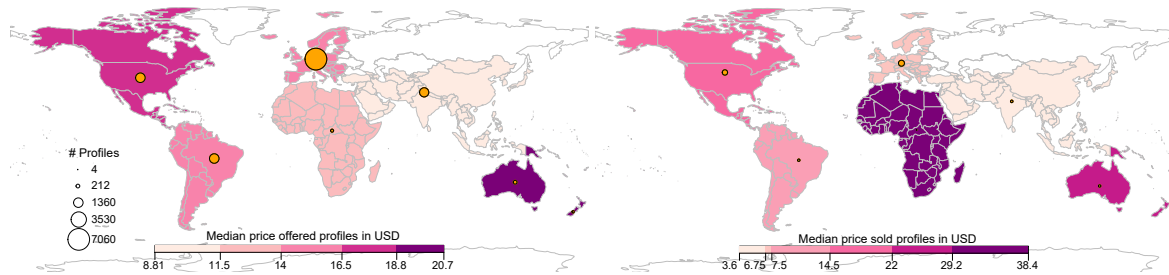 # Profiles
4
212
1360
3530
7060
Median price offered profiles in USD
8.81 11.5 14 16.5 18.8 20.7
Median price sold profiles in USD
3.6 6.75 7.5 14.5 22 29.2 38.4